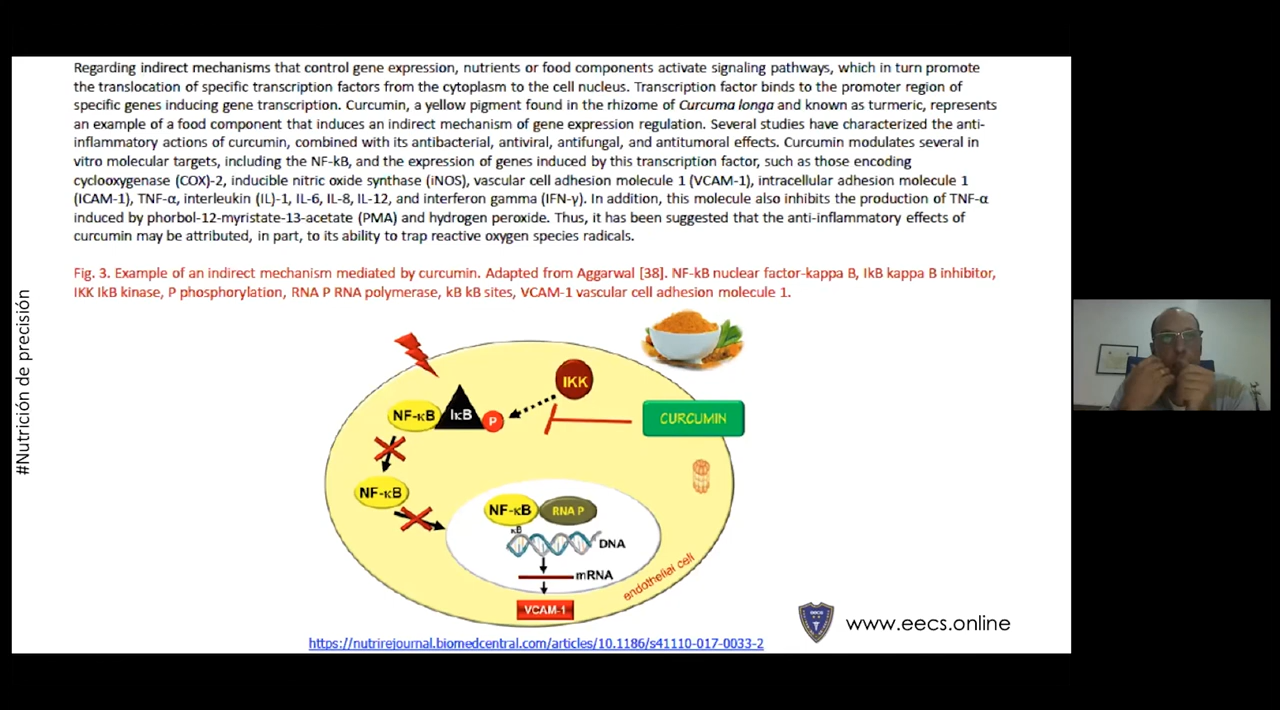 Regarding indirect mechanisms that control gene expression, nutrients or food components activate signaling pathways, which in turn promote
the translocation of specific transcription factors from the cytoplasm to the cell nucleus. Transcription factor binds to the promoter region of
specific genes inducing gene transcription. Curcumin, a yellow pigment found in the rhizome of Curcuma longa and known as turmeric, represents
an example of a food component that induces an indirect mechanism of gene expression regulation. Several studies have characterized the anti-
inflammatory actions of curcumin, combined with its antibacterial, antiviral, antifungal, and antitumoral effects. Curcumin modulates several in
vitro molecular targets, including the NF-kB, and the expression of genes induced by this transcription factor, such as those encoding
cyclooxygenase (COX)-2, inducible nitric oxide synthase (iNOS), vascular cell adhesion molecule 1 (VCAM-1), intracellular adhesion molecule 1
(ICAM-1), TNF-α, interleukin (IL)-1, IL-6, IL-8, IL-12, and interferon gamma (IFN-γ). In addition, this molecule also inhibits the production of TNF-α
induced by phorbol-12-myristate-13-acetate (PMA) and hydrogen peroxide. Thus, it has been suggested that the anti-inflammatory effects of
curcumin may be attributed, in part, to its ability to trap reactive oxygen species radicals.
Fig. 3. Example of an indirect mechanism mediated by curcumin. Adapted from Aggarwal [38]. NF-kB nuclear factor-kappa B, IkB kappa B inhibitor,
IKK IkB kinase, P phosphorylation, RNA P RNA polymerase, kB kB sites, VCAM-1 vascular cell adhesion molecule 1.
#Nutrición de precisión
IKK
NF-κB
IκB
P
CURCUMIN
NF-κB
NF-κB
RNA P
κB
DNA
mRNA
endothelial cell
VCAM-1
EECS
www.eecs.online
https://nutrirejournal.biomedcentral.com/articles/10.1186/s41110-017-0033-2